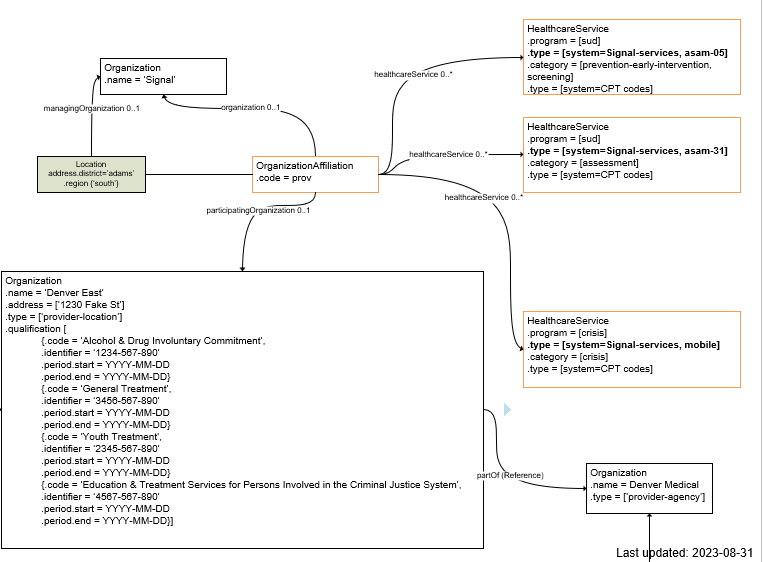 Organization
.name = 'Signal'
managingOrganization 0..1
organization 0..1
Location
address.district='adams'
.region ('south')
OrganizationAffiliation
.code = prov
participatingOrganization 0..1
healthcareService 0..*
healthcareService 0..*
healthcareService 0..*
HealthcareService
.program = [sud]
.type = [system=Signal-services, asam-05]
.category = [prevention-early-intervention,
screening]
.type = [system=CPT codes]
HealthcareService
.program = [sud]
.type = [system=Signal-services, asam-31]
.category = [assessment]
.type = [system=CPT codes]
HealthcareService
.program = [crisis]
.type = [system=Signal-services, mobile]
.category = [crisis]
.type = [system=CPT codes]
Organization
.name = 'Denver East'
.address = ['1230 Fake St']
.type = ['provider-location']
.qualification [
{.code = 'Alcohol & Drug Involuntary Commitment',
.identifier = '1234-567-890'
.period.start = YYYY-MM-DD
.period.end = YYYY-MM-DD}
{.code = 'General Treatment',
.identifier = '3456-567-890'
.period.start = YYYY-MM-DD
.period.end = YYYY-MM-DD}
{.code = 'Youth Treatment',
.identifier = '2345-567-890'
.period.start = YYYY-MM-DD
.period.end = YYYY-MM-DD}
{.code = 'Education & Treatment Services for Persons Involved in the Criminal Justice System',
.identifier = '4567-567-890'
.period.start = YYYY-MM-DD
.period.end = YYYY-MM-DD}]
partOf (Reference)
Organization
.name = Denver Medical
.type = ['provider-agency']
Last updated: 2023-08-31